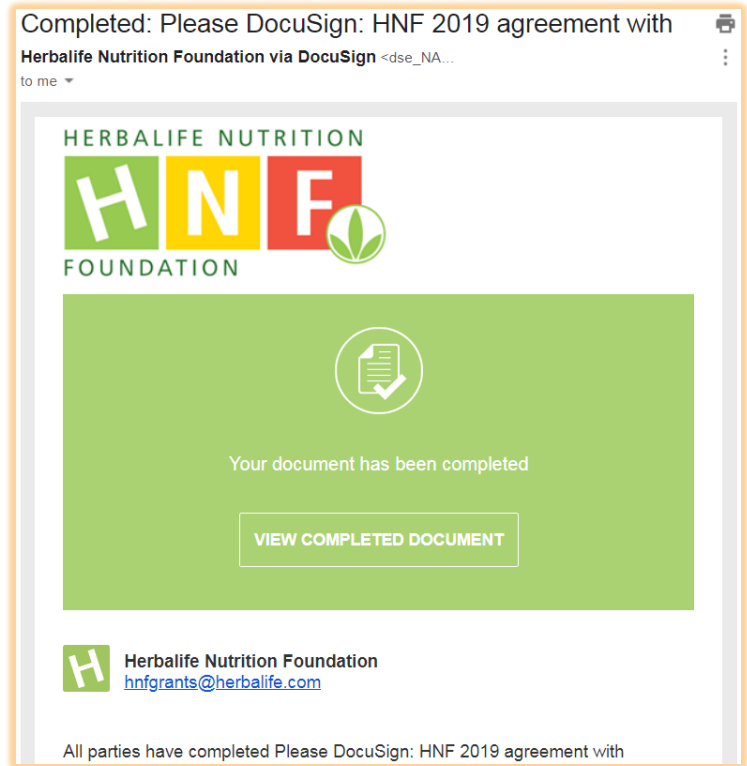 Completed: Please DocuSign: HNF 2019 agreement with
Herbalife Nutrition Foundation via DocuSign <dse_NA...
to me
HERBALIFE NUTRITION
H N F
FOUNDATION
Your document has been completed
VIEW COMPLETED DOCUMENT
H
Herbalife Nutrition Foundation
hnfgrants@herbalife.com
All parties have completed Please DocuSign: HNF 2019 agreement with